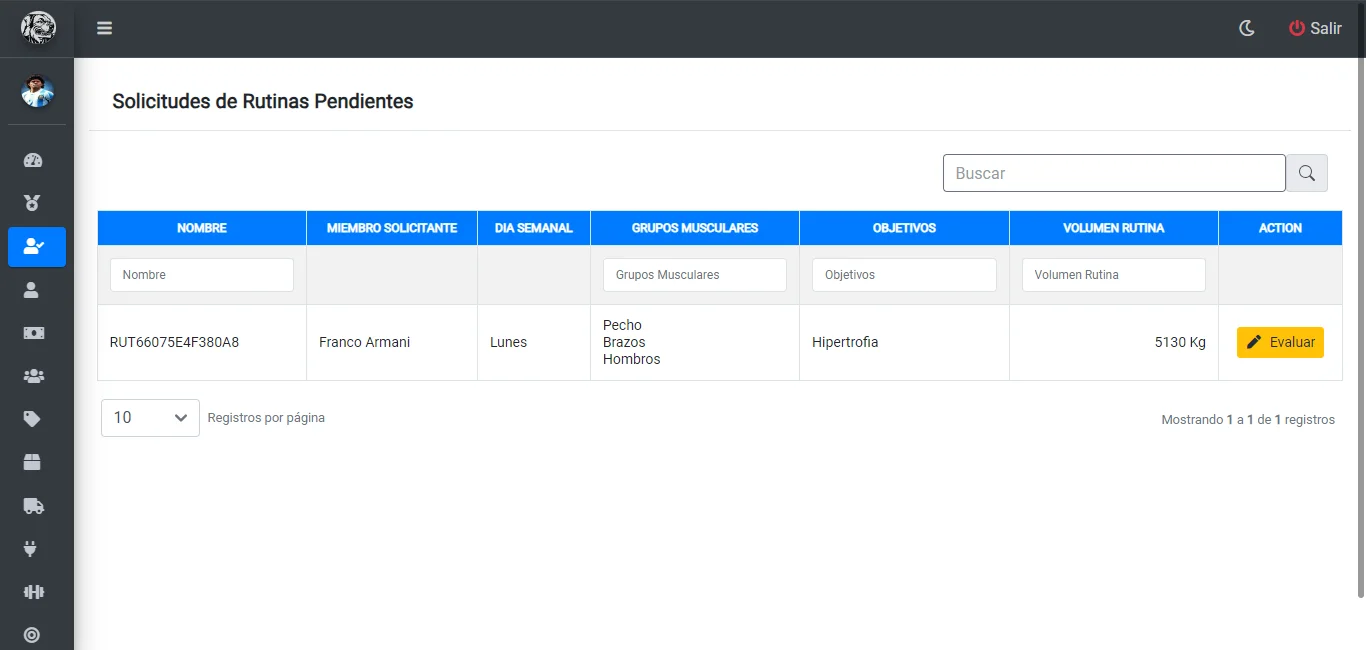 Salir
Solicitudes de Rutinas Pendientes
Buscar
NOMBRE MIEMBRO SOLICITANTE DIA SEMANAL GRUPOS MUSCULARES OBJETIVOS VOLUMEN RUTINA ACTION
Nombre Grupos Musculares Objetivos Volumen Rutina
RUT66075E4F380A8 Franco Armani Lunes Pecho
Brazos
Hombros
Hipertrofia 5130 Kg Evaluar
10 Registros por página Mostrando 1 a 1 de 1 registros